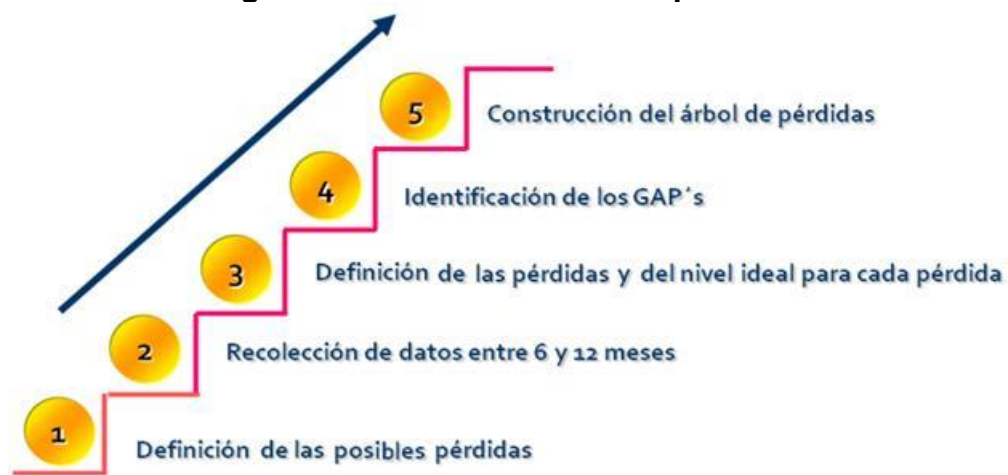 5
Construcción del árbol de pérdidas
4
Identificación de los GAP´s
3
Definición de las pérdidas y del nivel ideal para cada pérdida
2
Recolección de datos entre 6 y 12 meses
1
Definición de las posibles pérdidas